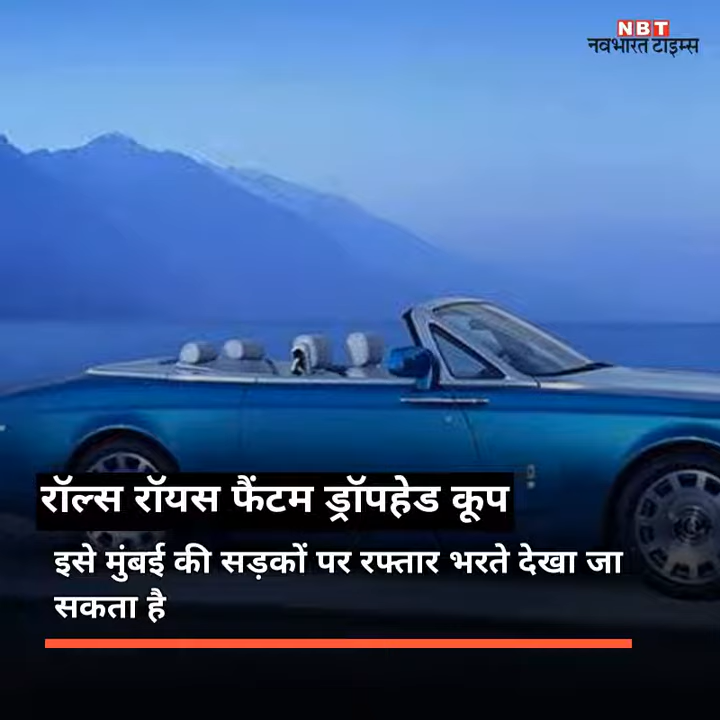 NBT
नवभारत टाइम्स
रॉल्स रॉयस फैंटम ड्रॉपहेड कूप
इसे मुंबई की सड़कों पर रफ्तार भरते देखा जा
सकता है